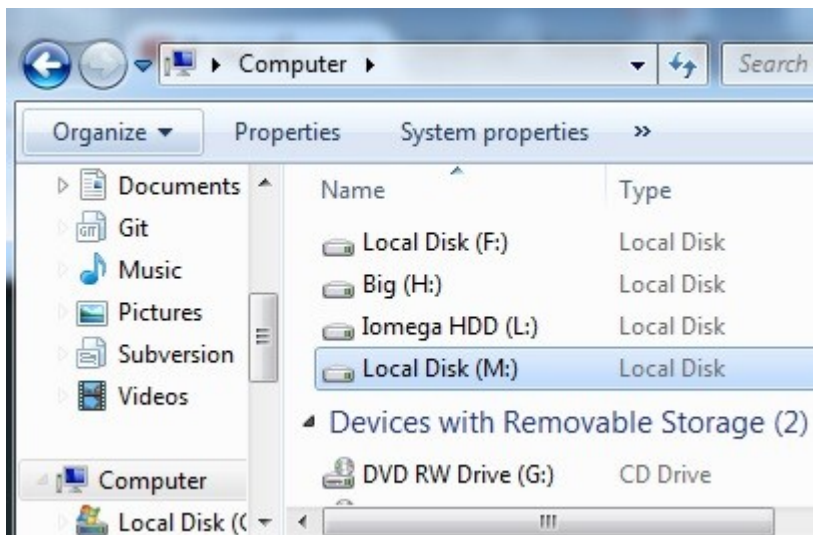 Computer
Search
Organize Properties System properties »
Documents
Git
Music
Pictures
Subversion
Videos
Computer
Local Disk (
Name Type
Local Disk (F:) Local Disk
Big (H:) Local Disk
Iomega HDD (L:) Local Disk
Local Disk (M:) Local Disk
Devices with Removable Storage (2)
DVD RW Drive (G:) CD Drive